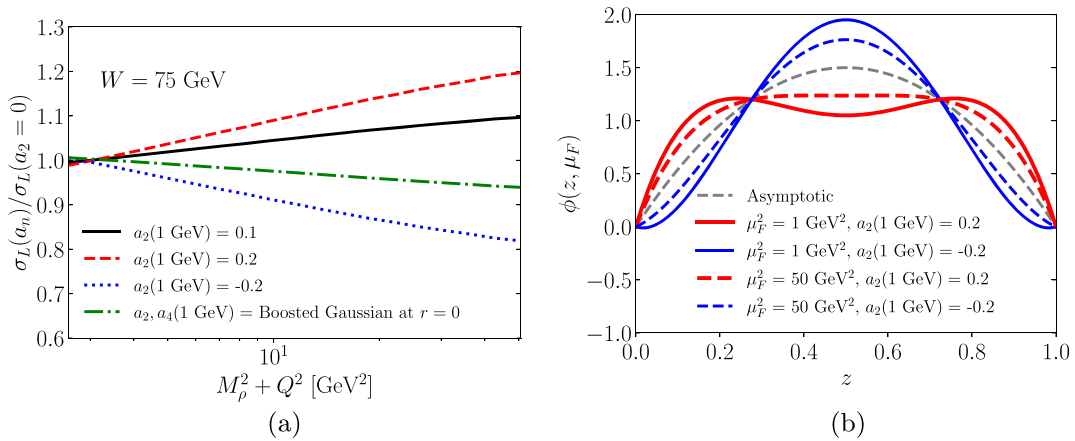 1.3
1.2
1.1
1.0
0.9
0.8
0.7
0.6
σ_L(a_n)/σ_L(a_2 = 0)
W = 75 GeV
a_2(1 GeV) = 0.1
a_2(1 GeV) = 0.2
a_2(1 GeV) = -0.2
a_2, a_4(1 GeV) = Boosted Gaussian at r = 0
10^1
M_ρ^2 + Q^2 [GeV^2]
(a)
2.0
1.5
1.0
0.5
0.0
−0.5
−1.0
ϕ(z, μ_F)
Asymptotic
μ_F^2 = 1 GeV^2, a_2(1 GeV) = 0.2
μ_F^2 = 1 GeV^2, a_2(1 GeV) = -0.2
μ_F^2 = 50 GeV^2, a_2(1 GeV) = 0.2
μ_F^2 = 50 GeV^2, a_2(1 GeV) = -0.2
0.0 0.2 0.4 0.6 0.8 1.0
z
(b)